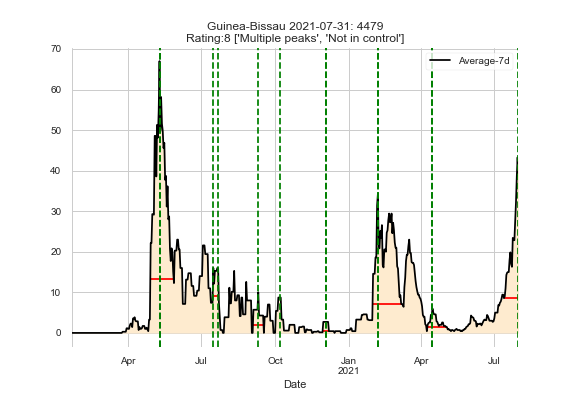 Guinea-Bissau 2021-07-31: 4479
Rating:8 ['Multiple peaks', 'Not in control']
Average-7d
70
60
50
40
30
20
10
0
Apr
Jul
Oct
Jan
2021
Apr
Jul
Date